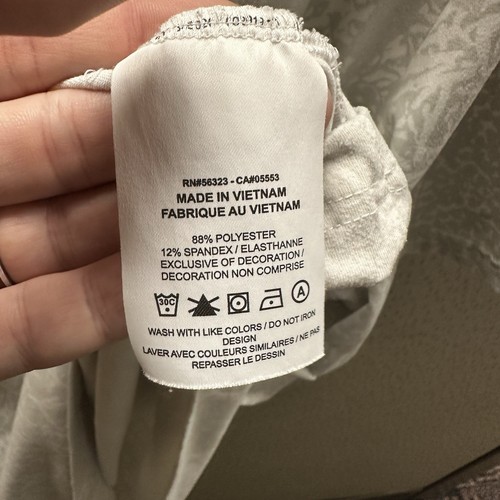 RN#56323 - CA#05553
MADE IN VIETNAM
FABRIQUE AU VIETNAM
88% POLYESTER
12% SPANDEX / ELASTHANNE
EXCLUSIVE OF DECORATION /
DECORATION NON COMPRISE
30C A
WASH WITH LIKE COLORS / DO NOT IRON
DESIGN
LAVER AVEC COULEURS SIMILAIRES / NE PAS
REPASSER LE DESSIN